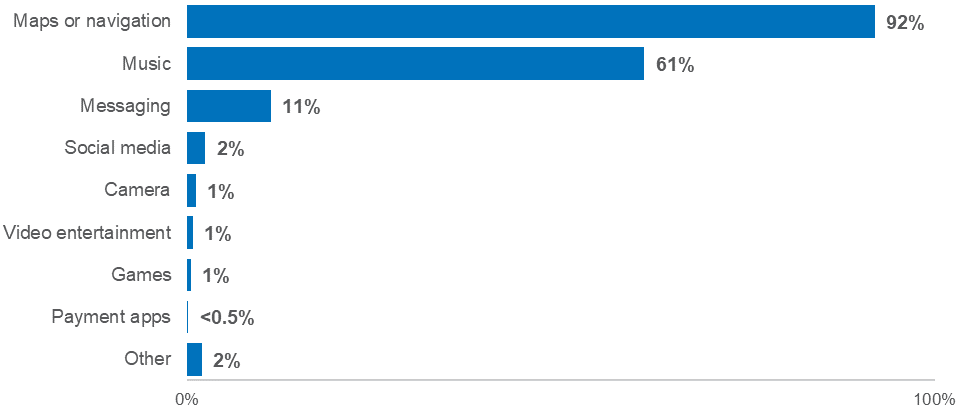 Maps or navigation 92%
Music 61%
Messaging 11%
Social media 2%
Camera 1%
Video entertainment 1%
Games 1%
Payment apps <0.5%
Other 2%
0% 100%